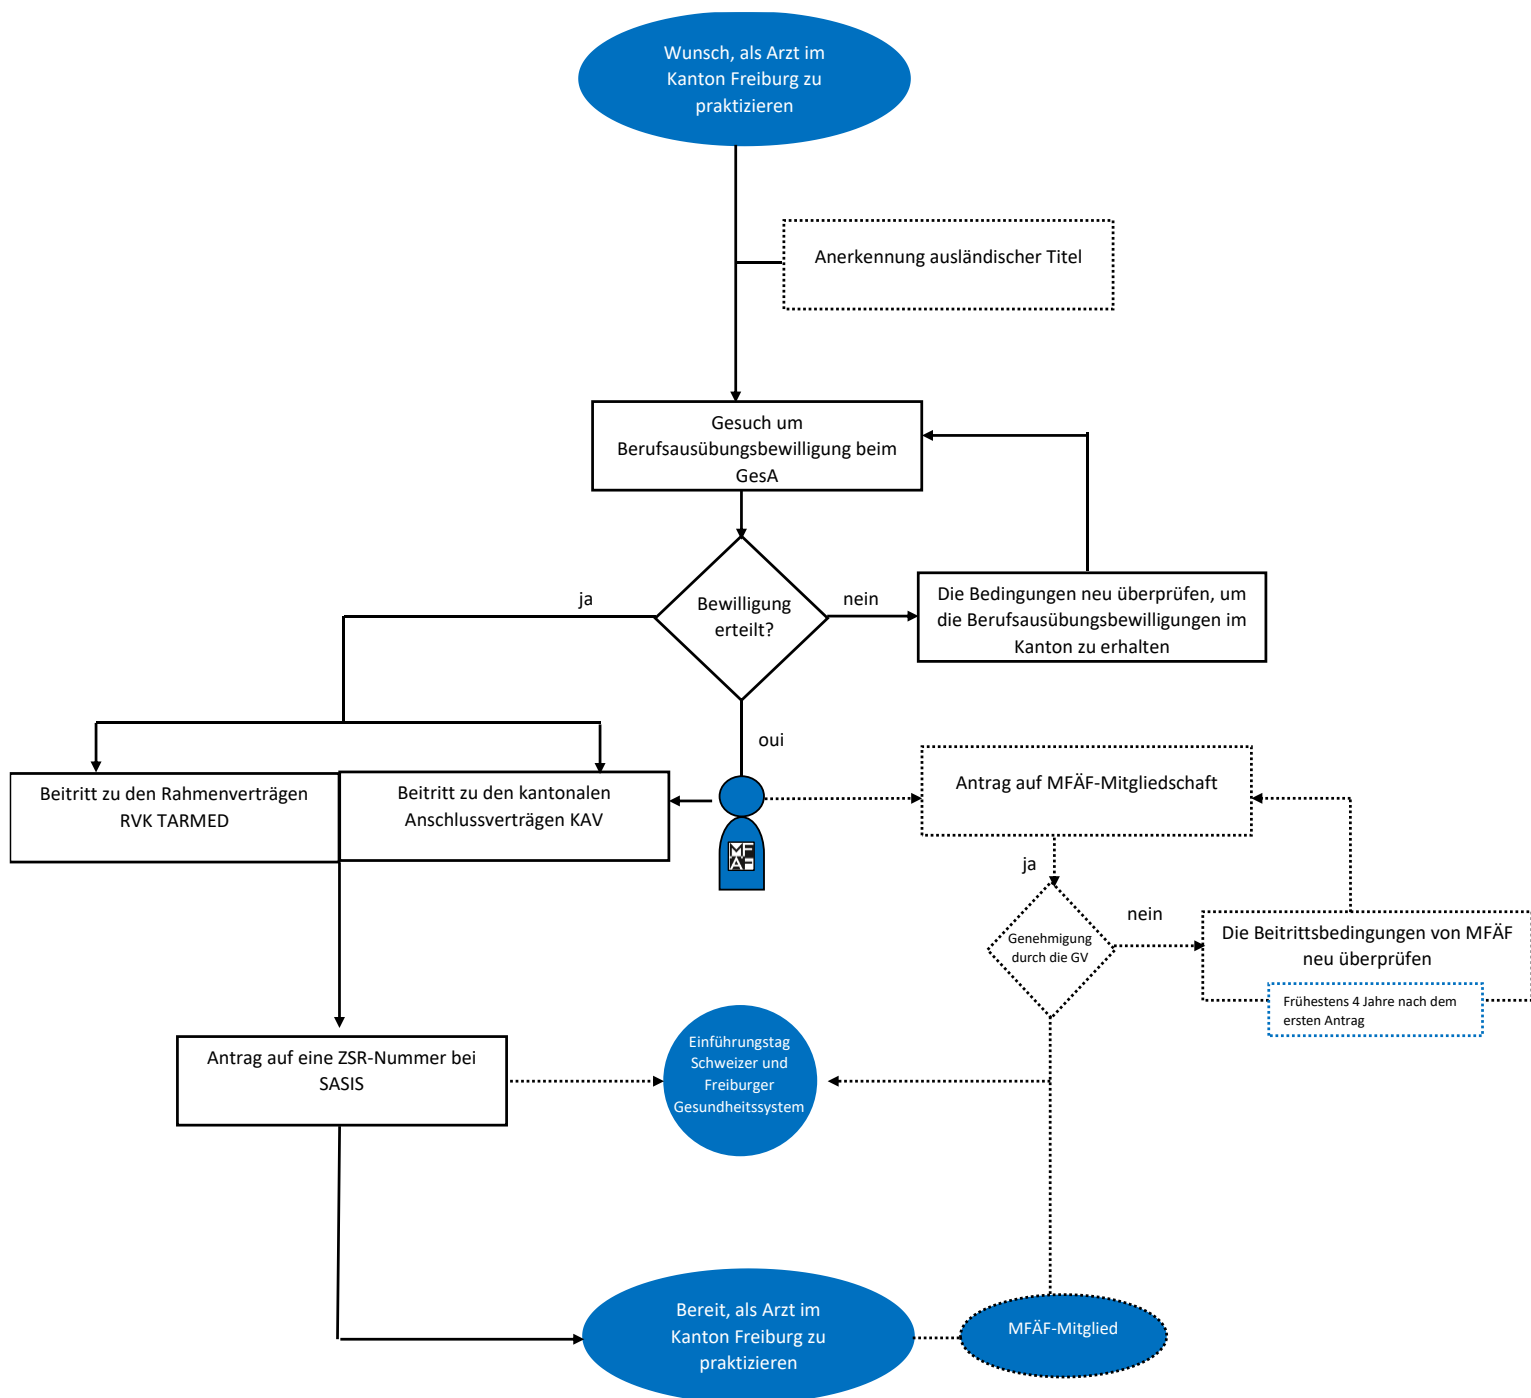 Wunsch, als Arzt im
Kanton Freiburg zu
praktizieren
Anerkennung ausländischer Titel
Gesuch um
Berufsausübungsbewilligung beim
GesA
ja
Bewilligung
erteilt?
nein
Die Bedingungen neu überprüfen, um
die Berufsausübungsbewilligungen im
Kanton zu erhalten
oui
Beitritt zu den Rahmenverträgen
RVK TARMED
Beitritt zu den kantonalen
Anschlussverträgen KAV
MF
ÄF
Antrag auf MFÄF-Mitgliedschaft
ja
Genehmigung
durch die GV
nein
Die Beitrittsbedingungen von MFÄF
neu überprüfen
Frühestens 4 Jahre nach dem
ersten Antrag
Antrag auf eine ZSR-Nummer bei
SASIS
Einführungstag
Schweizer und
Freiburger
Gesundheitssystem
Bereit, als Arzt im
Kanton Freiburg zu
praktizieren
MFÄF-Mitglied